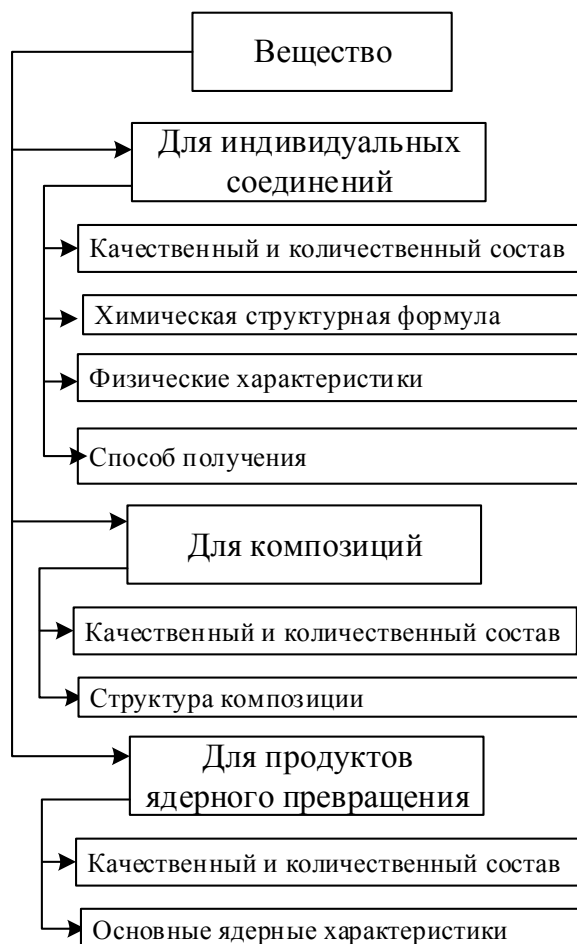 Вещество
Для индивидуальных
соединений
Качественный и количественный состав
Химическая структурная формула
Физические характеристики
Способ получения
Для композиций
Качественный и количественный состав
Структура композиции
Для продуктов
ядерного превращения
Качественный и количественный состав
Основные ядерные характеристики